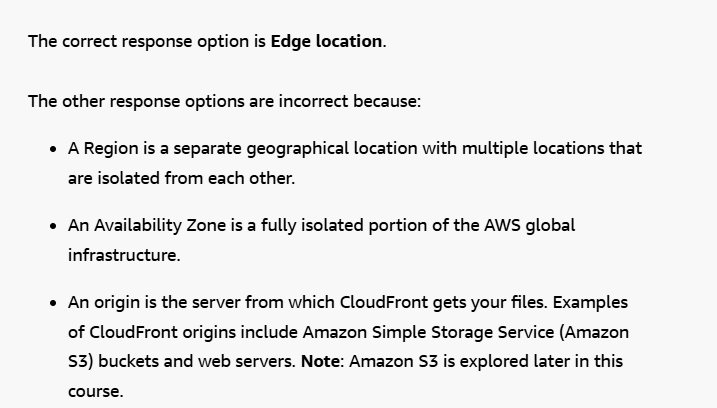 The correct response option is Edge location.
The other response options are incorrect because:
• A Region is a separate geographical location with multiple locations that
are isolated from each other.
• An Availability Zone is a fully isolated portion of the AWS global
infrastructure.
• An origin is the server from which CloudFront gets your files. Examples
of CloudFront origins include Amazon Simple Storage Service (Amazon
S3) buckets and web servers. Note: Amazon S3 is explored later in this
course.